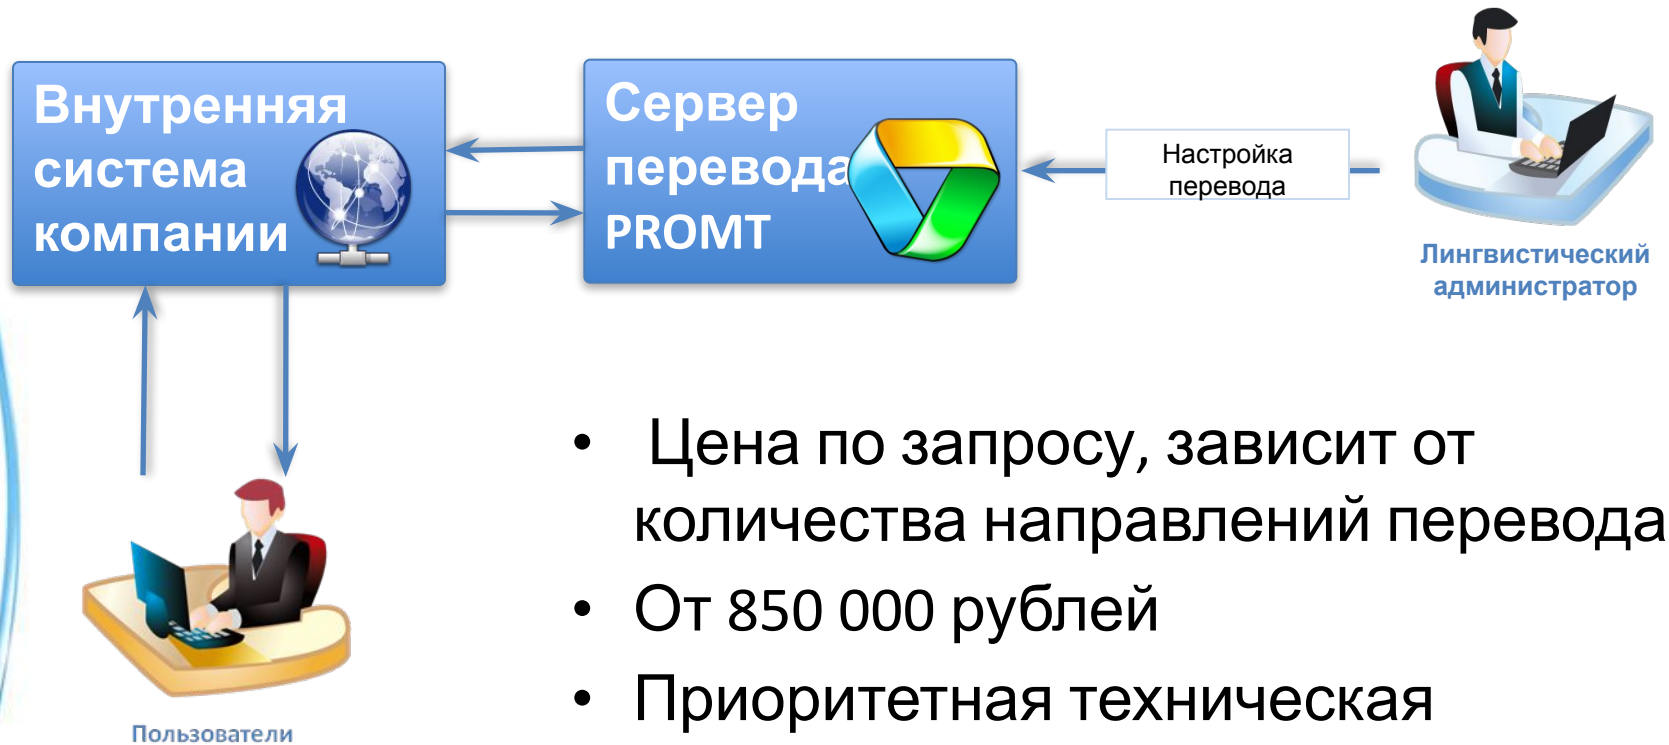 Внутренняя
система
компании
Сервер
перевода
PROMT
Настройка
перевода
Лингвистический
администратор
Пользователи
• Цена по запросу, зависит от
количества направлений перевода
• От 850 000 рублей
• Приоритетная техническая